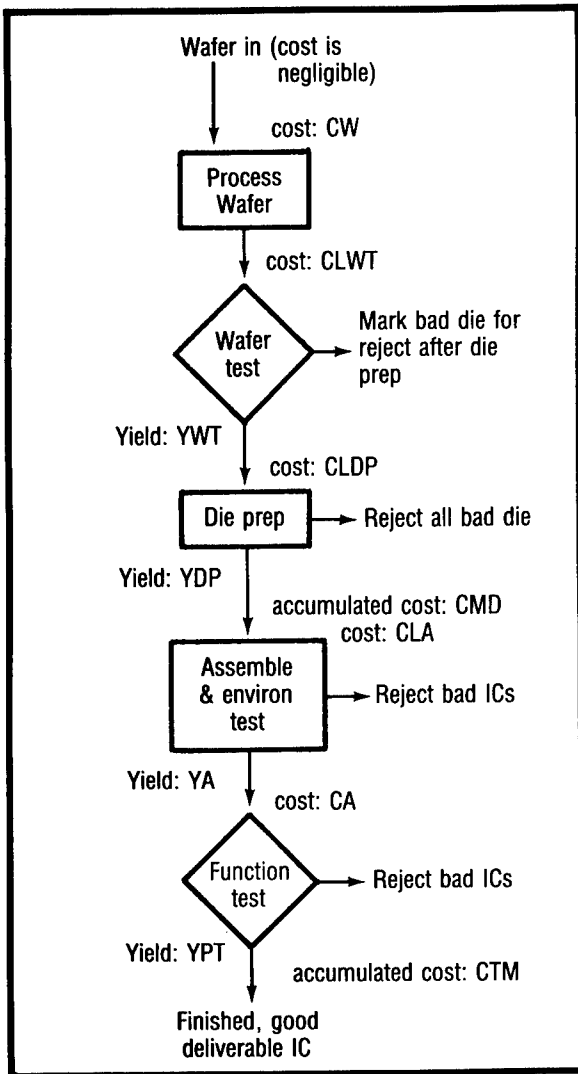 Wafer in (cost is
negligible)
cost: CW
Process
Wafer
cost: CLWT
Wafer
test
Mark bad die for
reject after die
prep
Yield: YWT
cost: CLDP
Die prep
Reject all bad die
Yield: YDP
accumulated cost: CMD
cost: CLA
Assemble
& environ
test
Reject bad ICs
Yield: YA
cost: CA
Function
test
Reject bad ICs
Yield: YPT
accumulated cost: CTM
Finished, good
deliverable IC